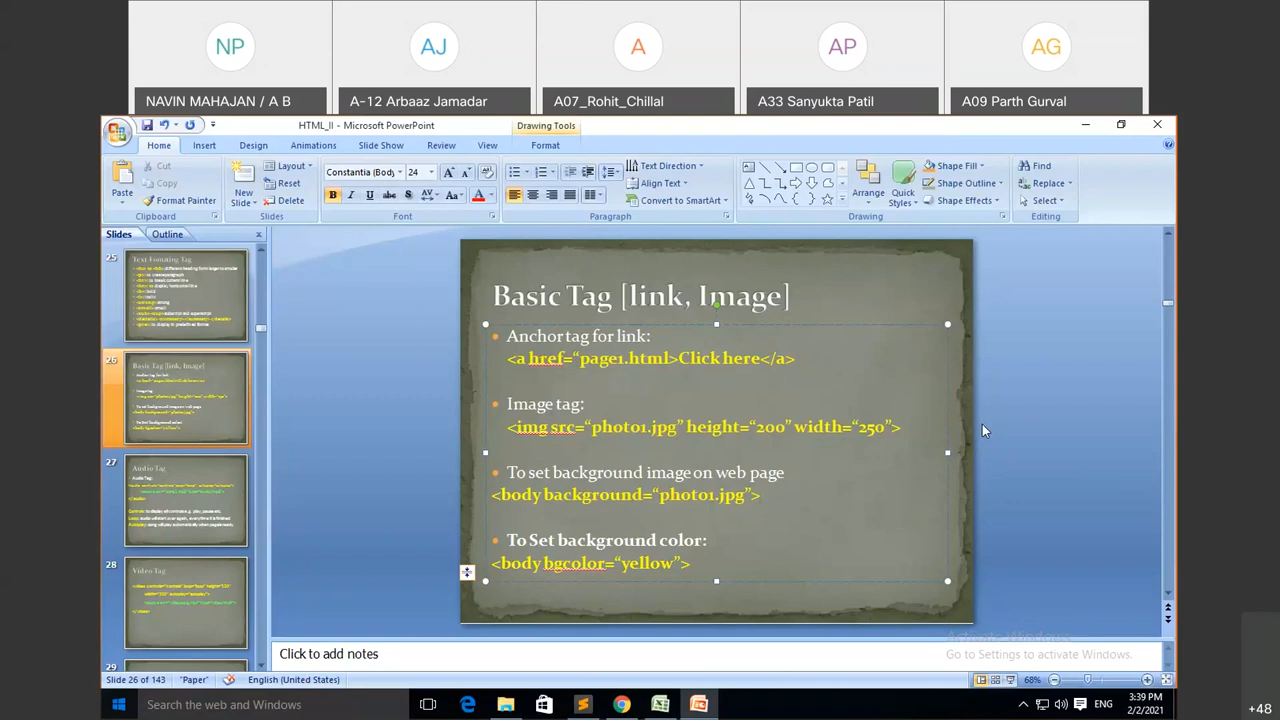 NP
AJ
A
AP
AG
NAVIN MAHAJAN / A B
A-12 Arbaaz Jamadar
A07_Rohit_Chillal
A33 Sanyukta Patil
A09 Parth Gurval
HTML_II - Microsoft PowerPoint
Drawing Tools
Home
Insert
Design
Animations
Slide Show
Review
View
Format
Paste
Cut
Copy
Format Painter
Clipboard
New
Slide
Layout
Reset
Delete
Slides
Constantia (Body)
24
Font
Paragraph
Text Direction
Align Text
Convert to SmartArt
Arrange
Quick
Styles
Shape Fill
Shape Outline
Shape Effects
Drawing
Find
Replace
Select
Editing
Slides
Outline
25
26
Basic Tag [link, Image]
27
Audio Tag
28
Video Tag
29
Basic Tag [link, Image]
Anchor tag for link:
<a href=“page1.html>Click here</a>
Image tag:
<img src=“photo1.jpg” height=“200” width=“250”>
To set background image on web page
<body background=“photo1.jpg”>
To Set background color:
<body bgcolor=“yellow”>
Click to add notes
Activate Windows
Go to Settings to activate Windows.
Slide 26 of 143
"Paper"
English (United States)
68%
Search the web and Windows
ENG
3:39 PM
2/2/2021
+48